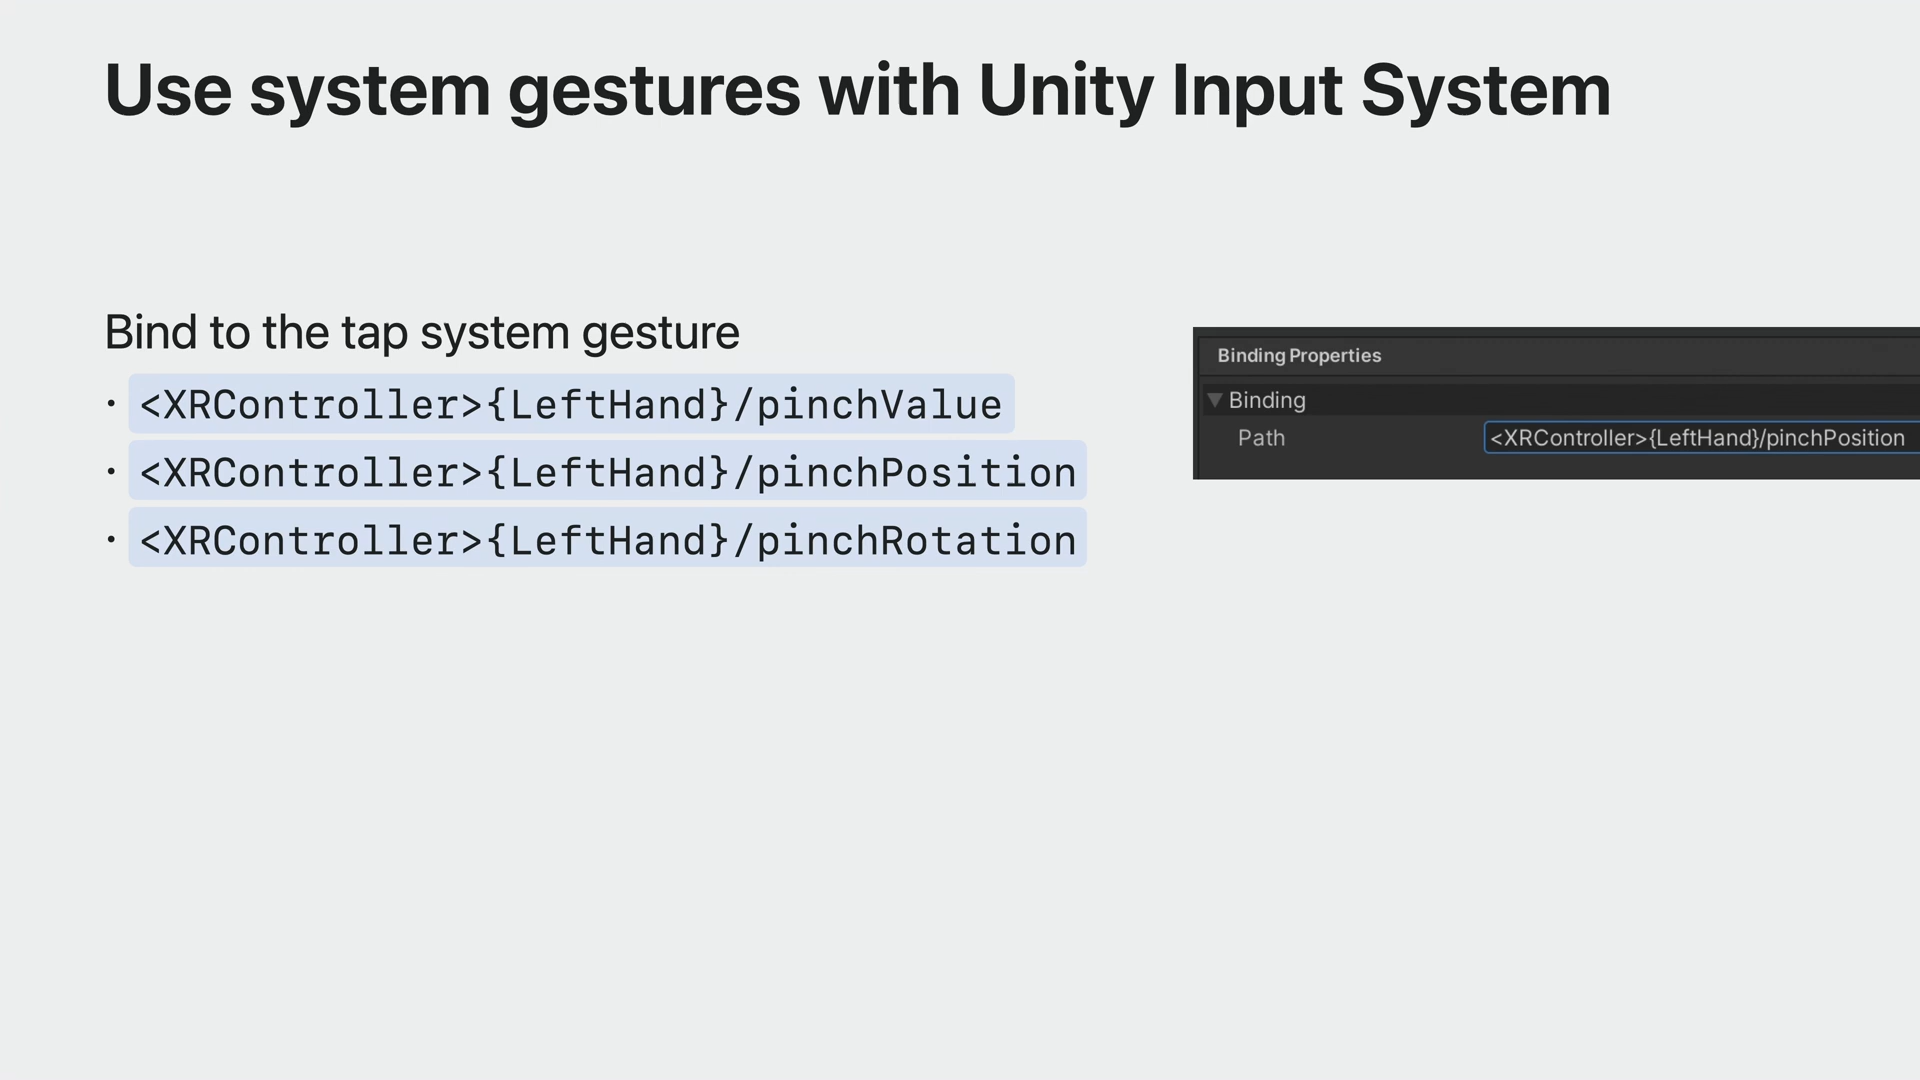 Use system gestures with Unity Input System
Bind to the tap system gesture
· <XRController>{LeftHand}/pinchValue
· <XRController>{LeftHand}/pinchPosition
· <XRController>{LeftHand}/pinchRotation
Binding Properties
Binding
Path <XRController>{LeftHand}/pinchPosition